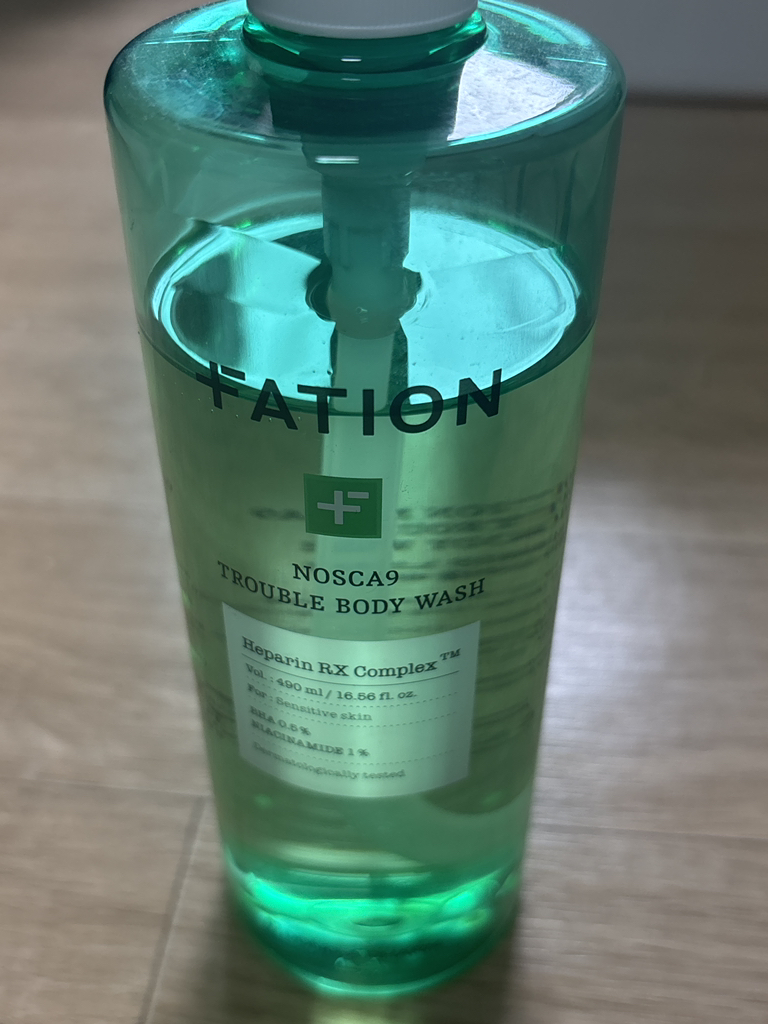 FATION
NOSCA9
TROUBLE BODY WASH
Heparin RX Complex™
Vol. : 490 ml / 16.56 fl. oz.
For : Sensitive skin
BHA 0.5 %
NIACINAMIDE 1 %
Dermatologically tested